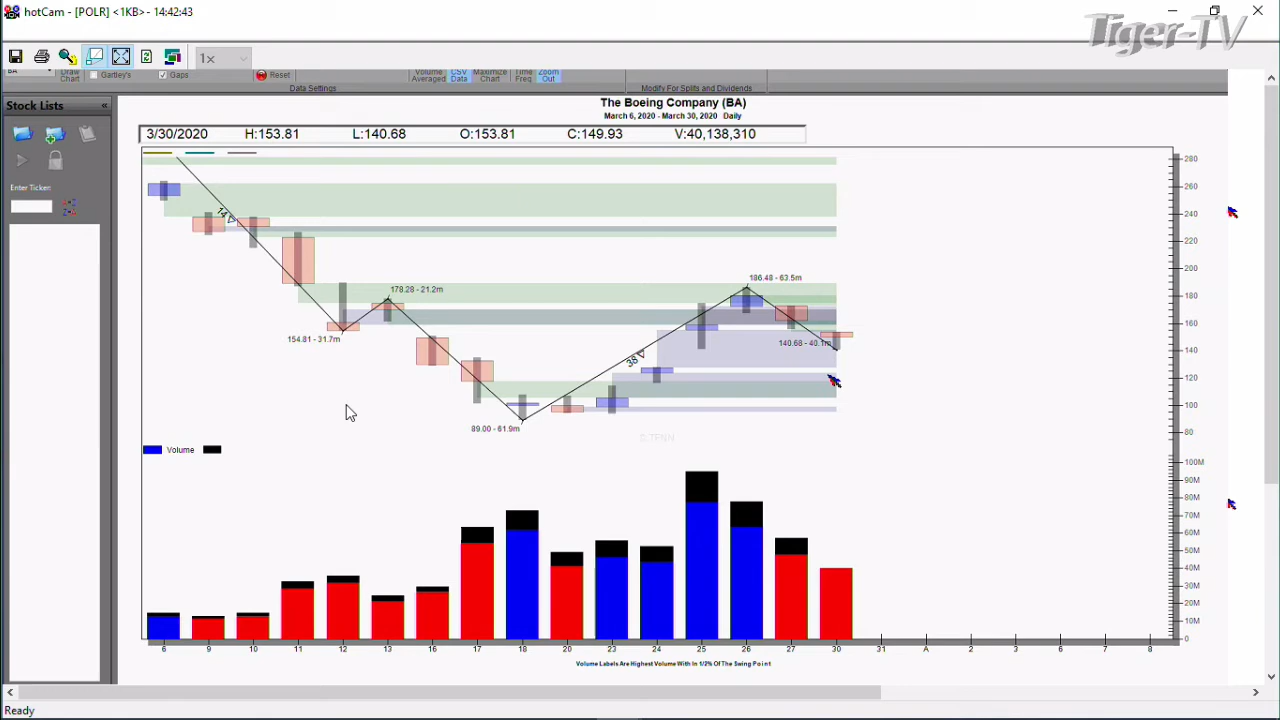 hotCam - [POLR] <1KB> - 14:42:43
Tiger-TV
1x
BA
Draw Chart
Gartley's
Gaps
Reset
Volume Averaged
CSV Data
Maximize Chart
Time Freq
Zoom Out
Data Settings
Modify For Splits and Dividends
Stock Lists
Enter Ticker:
The Boeing Company (BA)
March 6, 2020 - March 30, 2020 Daily
3/30/2020 H:153.81 L:140.68 O:153.81 C:149.93 V:40,138,310
280
260
240
220
200
180
160
140
120
100
80
14
178.28 - 21.2m
154.81 - 31.7m
186.48 - 63.5m
38
140.68 - 40.1m
89.00 - 61.9m
© TFNN
Volume
100M
90M
80M
70M
60M
50M
40M
30M
20M
10M
0
6 9 10 11 12 13 16 17 18 20 23 24 25 26 27 30 31 A 2 3 6 7 8
Volume Labels Are Highest Volume With In 1/2% Of The Swing Point
Ready